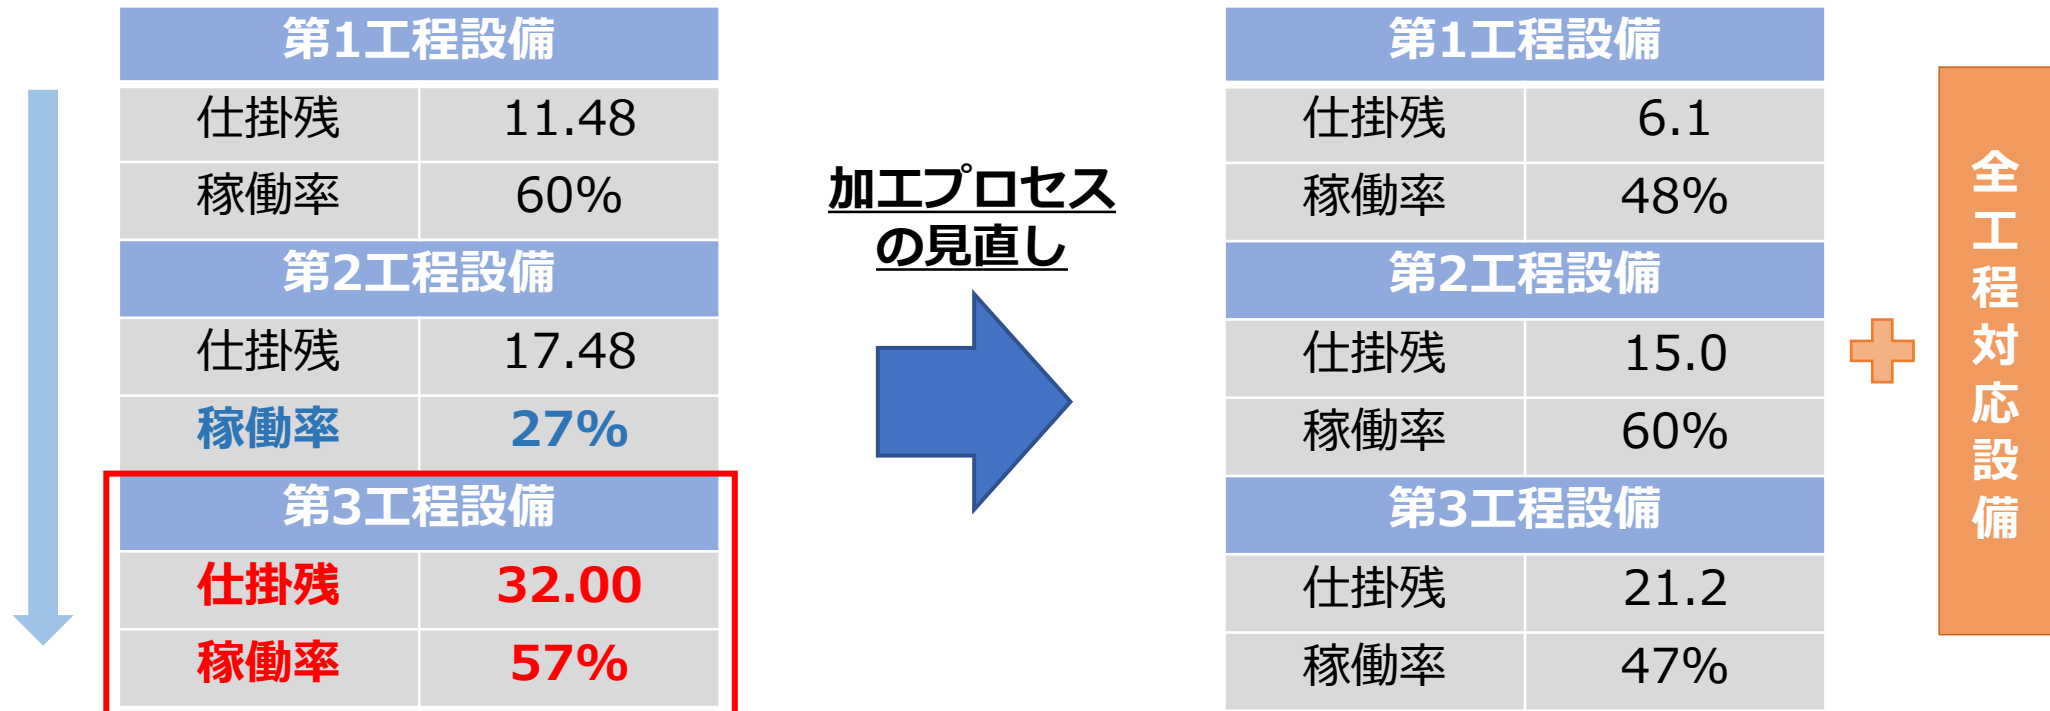 第1工程設備
仕掛残 11.48
稼働率 60%
第2工程設備
仕掛残 17.48
稼働率 27%
第3工程設備
仕掛残 32.00
稼働率 57%
加工プロセス
の見直し
第1工程設備
仕掛残 6.1
稼働率 48%
第2工程設備
仕掛残 15.0
稼働率 60%
第3工程設備
仕掛残 21.2
稼働率 47%
全工程対応設備